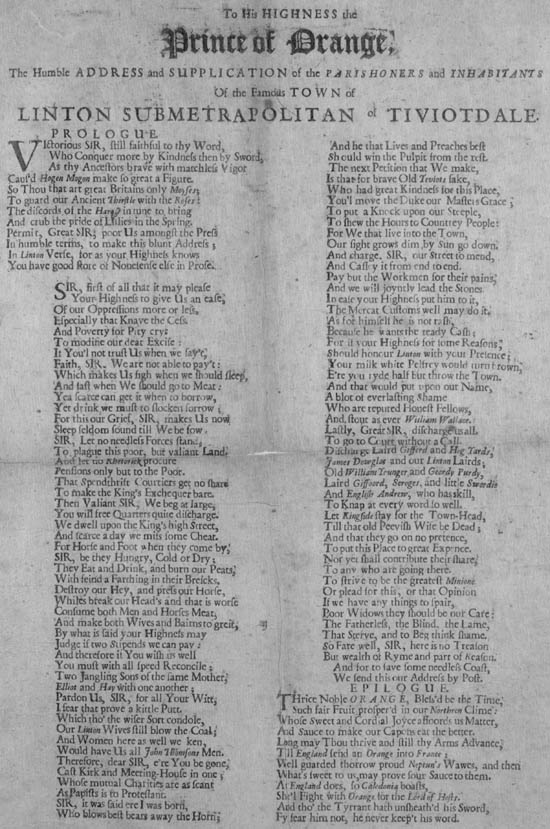 To His HIGHNESS the
Prince of Orange,
The Humble ADDRESS and SUPPLICATION of the PARISHONERS and INHABITANTS
Of the Famous TOWN of
LINTON SUBMETRAPOLITAN of TIVIOTDALE.
PROLOGUE
VIctorious SIR, still faithful to thy Word,
Who Conquer more by Kindness then by Sword,
As thy Ancestors brave with matchless Vigor
Caus'd Hogan Mogan make so great a Figure.
So Thou that art great Britains only Moyses,
To guard our Ancient Thristle with the Roses:
The discords of the Harp in tune to bring
And crub the pride of Lilies in the Spring.
Permit, Great SIR, poor Us amongst the Press
In humble terms, to make this blunt Address;
In Linton Verse, for as your Highness knows
You have good store of Nonetense else in Prose.
SIR, first of all that it may please
Your Highness to give Us an ease,
Of our Oppressions more or less,
Especially that Knave the Cess.
And Poverty for Pity cry:
To modifie our dear Excise:
If You'l not trust Us when we say't,
Faith, SIR, We are not able to pay't:
Which makes Us sigh when we should sleep,
And fast when We should go to Meat:
Yea scarce can get it when to borrow,
Yet drink we must to slocken sorrow;
For this our Grief, SIR, makes Us now
Sleep seldom sound till We be fow.
SIR, Let no needless Forces stand,
To plague this poor, but valiant Land,
And let no Rhetorick procure
Pensions only but to the Poor.
That Spendthrift Courtiers get no share
To make the King's Exchequer bare.
Then Valiant SIR, We beg at large,
You will free Quarters quite discharge.
We dwell upon the King's high Street,
And scarce a day we miss some Cheat.
For Horse and Foot when they come by,
SIR, be they Hungry, Cold or Dry;
They Eat and Drink, and burn our Peats,
With feind a Farthing in their Breicks,
Destroy our Hey, and press our Horse,
Whiles break our Head's and that is worse
Consume both Men and Horses Meat,
And make both Wives and Bairns to greit,
By what is said your Highness may
Judge if two Stipends we can pay:
And therefore if You wish us well
You must with all speed Reconcile;
Two Jangling Sons of the same Mother,
Elliot and Hay with one another;
Pardon Us, SIR, for all Your Witt,
I fear that prove a kittle Putt.
Which tho' the wiser Sort condole,
Our Linton Wives still blow the Coal;
And Women here as well we ken,
Would have Us all John Thomsons Men.
Therefore, dear SIR, e're You be gone,
Cast Kirk and Meeting-House in one;
Whose mutual Charities are as scant
As Papists is to Protestant.
SIR, it was said ere I was born,
Who blows best bears away the Horn;
And he that Lives and Preaches best
Should win the Pulpit from the rest.
The next Petition that We make,
Is that for brave Old Teviots sake,
Who had great Kindness for this Place,
You'l move the Duke our Masters Grace;
To put a Knock upon our Steeple,
To shew the Hours to Countrey People:
For We that live into the Town,
Our sight grows dim by Sun go down.
And charge, SIR, our Street to mend,
And Casley it from end to end.
Pay but the Workmen for their pains,
And we will joyntly lead the Stones.
In case your Highness put him to it,
The Mercat Customs well may do it.
As for himself he is not rash,
Because he wants the ready Cash;
For if your Highness for some Reasons,
Should honour Linton with your Presence;
Your milk white Palfrey would turn brown,
E're you ryde half but throw the Town.
And that would put upon our Name,
A blot of everlasting Shame
Who are reputed Honest Fellows,
And stout as ever William Wallace.
Lastly, Great SIR, discharge us all
To go to Court without a Call.
Discharge Laird Gifferd and Hog Yards,
James Douglas and our Linton Lairds;
Old William Younger and Geordy Purdy,
Laird Giffoord, Scroger, and little Swordie
And English Andrew, who has skill,
To Knap at every word so well.
Let Kingside stay for the Town-Head,
Till that old Peevish Wife be Dead;
And that they go on no pretence,
To put this Place to great Expence.
Nor yet shall contribute their share,
To any who are going there.
To strive to be the greatest Minions
Or plead for this, or that Opinion
If we have any things to spair,
Poor Widows they should be our Care:
The Fatherless, the Blind, the Lame,
That Sterve, and to Beg think shame.
So Fare well, SIR, here is no Treason
But wealth of Ryme and part of Reason.
And for to save some needless Coast,
We send this our Address by Post.
EPILOGUE.
THrice Noble ORANGE, Bless'd be the Time,
Such fair Fruit prosper'd in our Northern Clime:
Whose Sweet and Cordial Joyce affoords us Matter,
And Sauce to make our Capons eat the better.
Long may Thou thrive and still thy Arms Advance,
Till England send an Orange into France;
Well guarded thorrow proud Neptun's Waves, and then
What's sweet to us, may prove sour Sauce to them.
As England does, so Caledonia boasts,
She'l Fight with Orange for the Lord of Hosts.
And tho' the Tyrrant hath unsheath'd his Sword,
Fy fear him not, he never keep't his word.